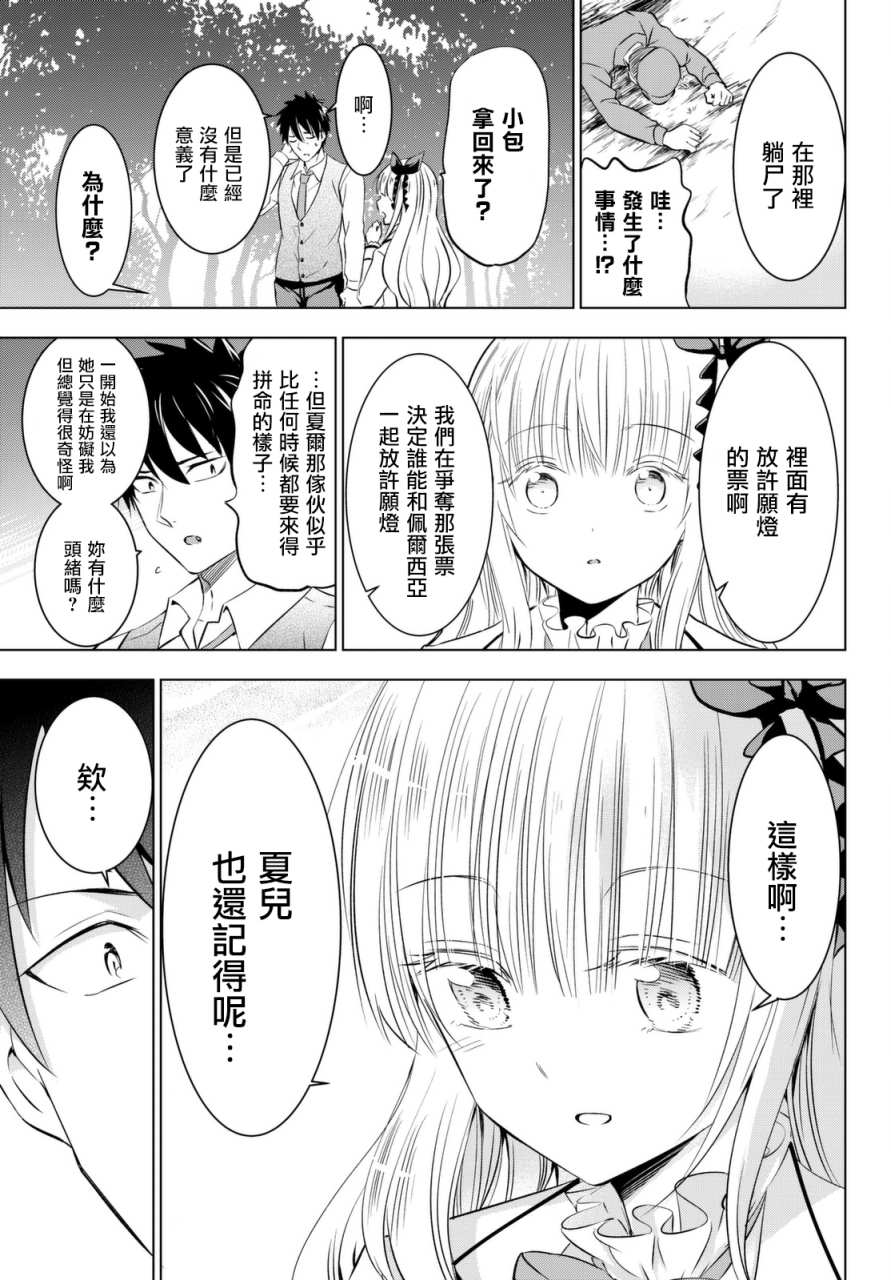 在那裡
躺尸了
哇…
發生了什麼
事情…!?
小包
拿回來了?
啊…
但是已經
沒有什麼
意義了
為什麼?
裡面有
放許願燈
的票啊
我們在爭奪那張票
決定誰能和佩爾西亞
一起放許願燈
…但夏爾那傢伙似乎
比任何時候都要來得
拼命的樣子…
一開始我還以為
她只是在妨礙我
但總覺得很奇怪啊
妳有什麼
頭緒嗎?
這樣啊…
夏兒
也還記得呢…
欸…